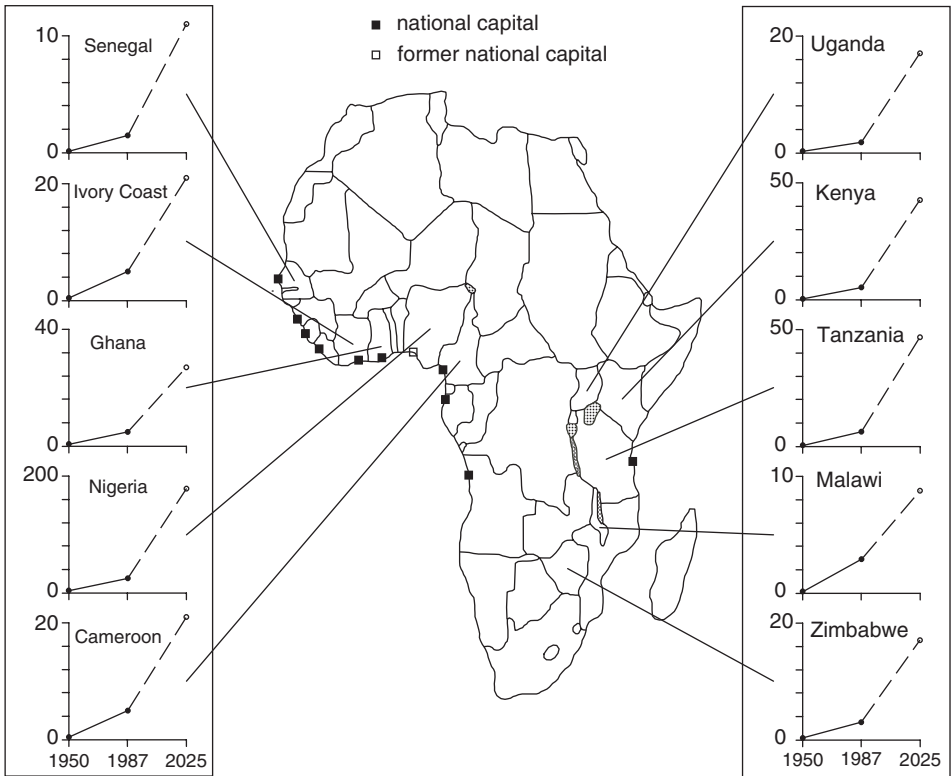 national capital
former national capital
10
Senegal
0
20
Ivory Coast
0
40
Ghana
0
200
Nigeria
0
20
Cameroon
0
1950 1987 2025
20
Uganda
0
50
Kenya
0
50
Tanzania
0
10
Malawi
0
20
Zimbabwe
0
1950 1987 2025